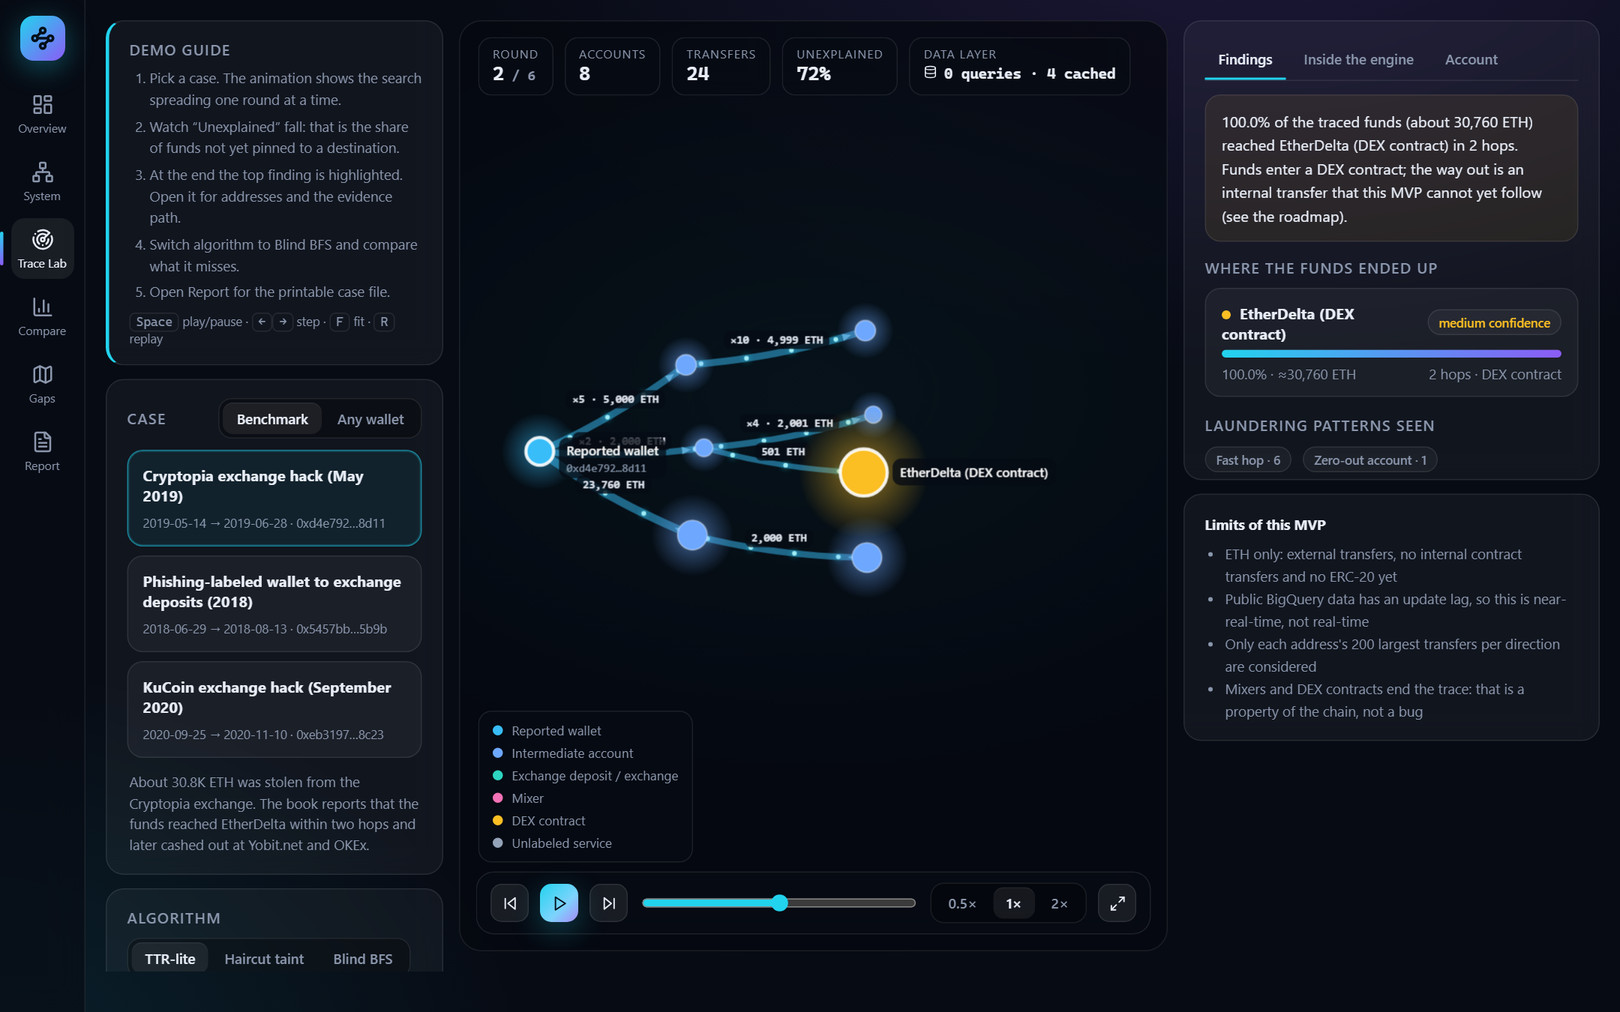 Overview
System
Trace Lab
Compare
Gaps
Report
DEMO GUIDE
1. Pick a case. The animation shows the search
spreading one round at a time.
2. Watch "Unexplained" fall: that is the share
of funds not yet pinned to a destination.
3. At the end the top finding is highlighted.
Open it for addresses and the evidence
path.
4. Switch algorithm to Blind BFS and compare
what it misses.
5. Open Report for the printable case file.
Space play/pause · ← → step · F fit · R
replay
CASE
Benchmark
Any wallet
Cryptopia exchange hack (May
2019)
2019-05-14 → 2019-06-28 · 0xd4e792…8d11
Phishing-labeled wallet to exchange
deposits (2018)
2018-06-29 → 2018-08-13 · 0x5457bb…5b9b
KuCoin exchange hack (September
2020)
2020-09-25 → 2020-11-10 · 0xeb3197…8c23
About 30.8K ETH was stolen from the
Cryptopia exchange. The book reports that the
funds reached EtherDelta within two hops and
later cashed out at Yobit.net and OKEx.
ALGORITHM
TTR-lite
Haircut taint
Blind BFS
ROUND
2 / 6
ACCOUNTS
8
TRANSFERS
24
UNEXPLAINED
72%
DATA LAYER
0 queries · 4 cached
×10 · 4,999 ETH
×5 · 5,000 ETH
×4 · 2,001 ETH
×2 · 2,000 ETH
501 ETH
Reported wallet
0xd4e792…8d11
23,760 ETH
EtherDelta (DEX contract)
2,000 ETH
Reported wallet
Intermediate account
Exchange deposit / exchange
Mixer
DEX contract
Unlabeled service
0.5×
1×
2×
Findings
Inside the engine
Account
100.0% of the traced funds (about 30,760 ETH)
reached EtherDelta (DEX contract) in 2 hops.
Funds enter a DEX contract; the way out is an
internal transfer that this MVP cannot yet follow
(see the roadmap).
WHERE THE FUNDS ENDED UP
EtherDelta (DEX
contract)
medium confidence
100.0% · ≈30,760 ETH
2 hops · DEX contract
LAUNDERING PATTERNS SEEN
Fast hop · 6
Zero-out account · 1
Limits of this MVP
• ETH only: external transfers, no internal contract
transfers and no ERC-20 yet
• Public BigQuery data has an update lag, so this is near-
real-time, not real-time
• Only each address's 200 largest transfers per direction
are considered
• Mixers and DEX contracts end the trace: that is a
property of the chain, not a bug